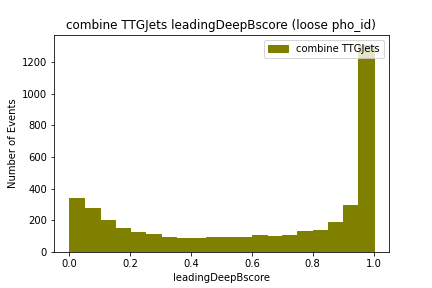 combine TTGJets leadingDeepBscore (loose pho_id)
combine TTGJets
Number of Events
1200
1000
800
600
400
200
0
0.0 0.2 0.4 0.6 0.8 1.0
leadingDeepBscore